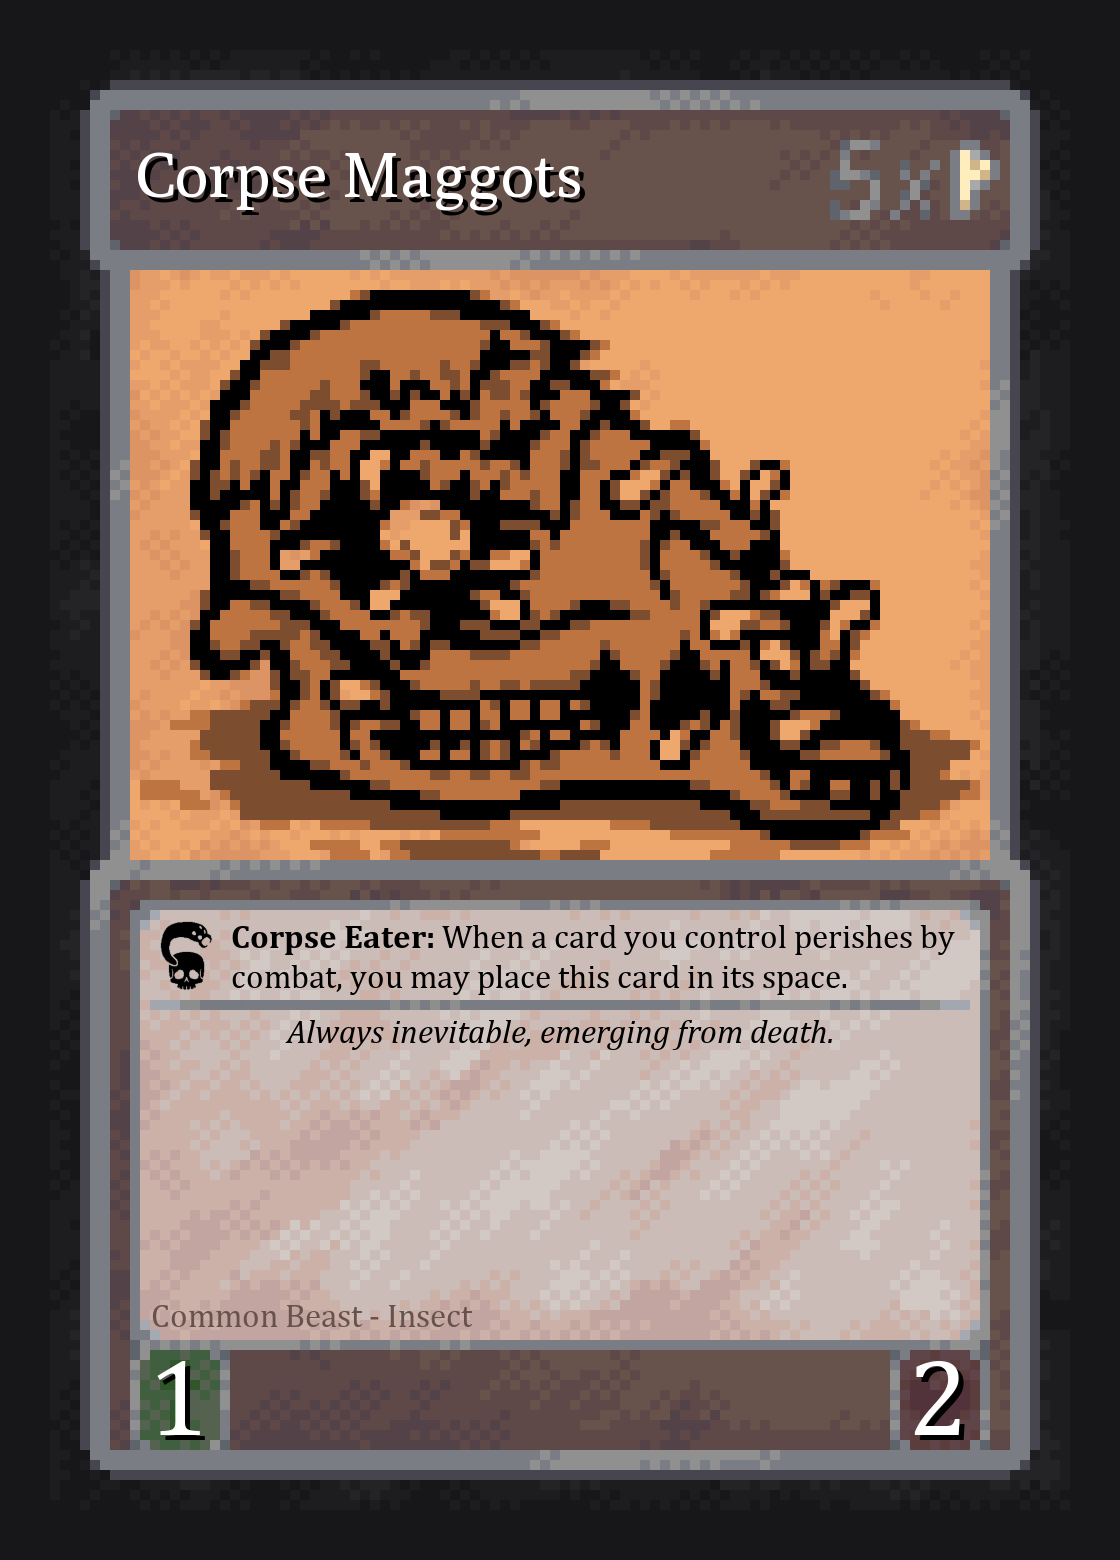 Corpse Maggots 5x
Corpse Eater: When a card you control perishes by
combat, you may place this card in its space.
Always inevitable, emerging from death.
Common Beast - Insect
1 2